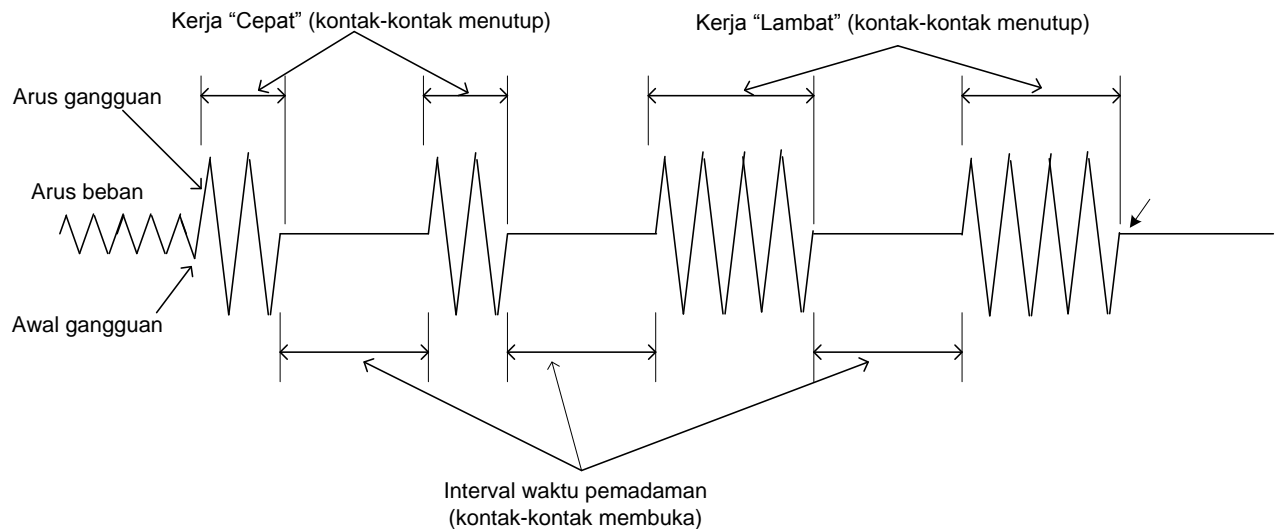 Kerja “Cepat” (kontak-kontak menutup)
Kerja “Lambat” (kontak-kontak menutup)
Arus gangguan
Arus beban
Awal gangguan
Interval waktu pemadaman
(kontak-kontak membuka)